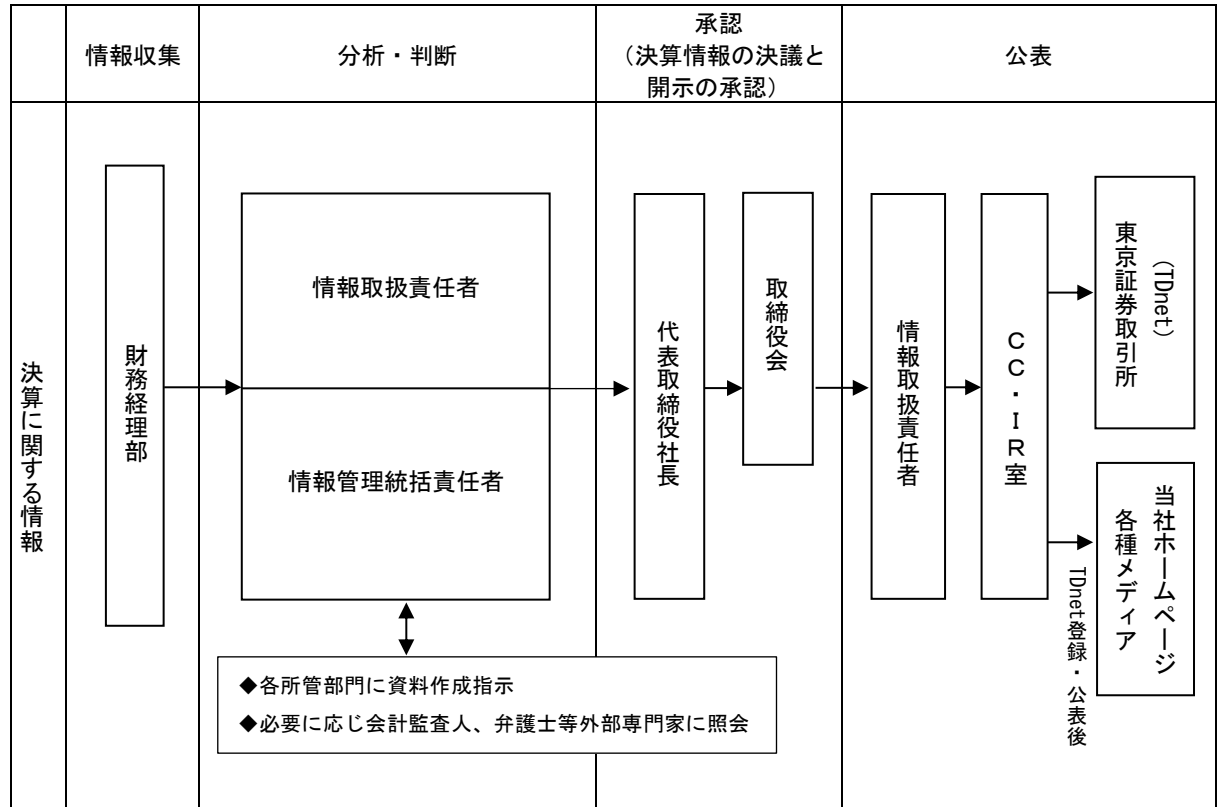 情報収集
分析・判断
承認
（決算情報の決議と
開示の承認）
公表
決算に関する情報
財務経理部
情報取扱責任者
情報管理統括責任者
◆各所管部門に資料作成指示
◆必要に応じ会計監査人、弁護士等外部専門家に照会
代表取締役社長
取締役会
情報取扱責任者
ＣＣ・ＩＲ室
（TDnet）
東京証券取引所
TDnet登録・公表後
当社ホームページ
各種メディア